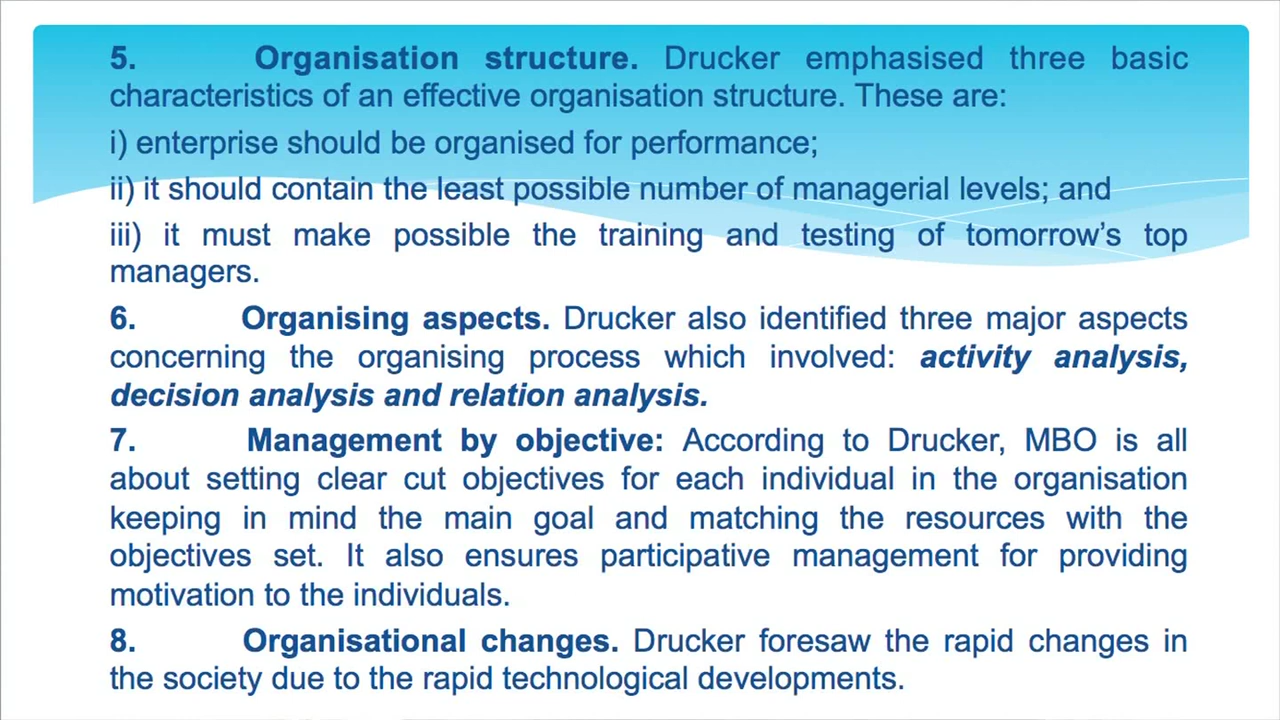 5. Organisation structure. Drucker emphasised three basic
characteristics of an effective organisation structure. These are:
i) enterprise should be organised for performance;
ii) it should contain the least possible number of managerial levels; and
iii) it must make possible the training and testing of tomorrow's top
managers.
6. Organising aspects. Drucker also identified three major aspects
concerning the organising process which involved: activity analysis,
decision analysis and relation analysis.
7. Management by objective: According to Drucker, MBO is all
about setting clear cut objectives for each individual in the organisation
keeping in mind the main goal and matching the resources with the
objectives set. It also ensures participative management for providing
motivation to the individuals.
8. Organisational changes. Drucker foresaw the rapid changes in
the society due to the rapid technological developments.